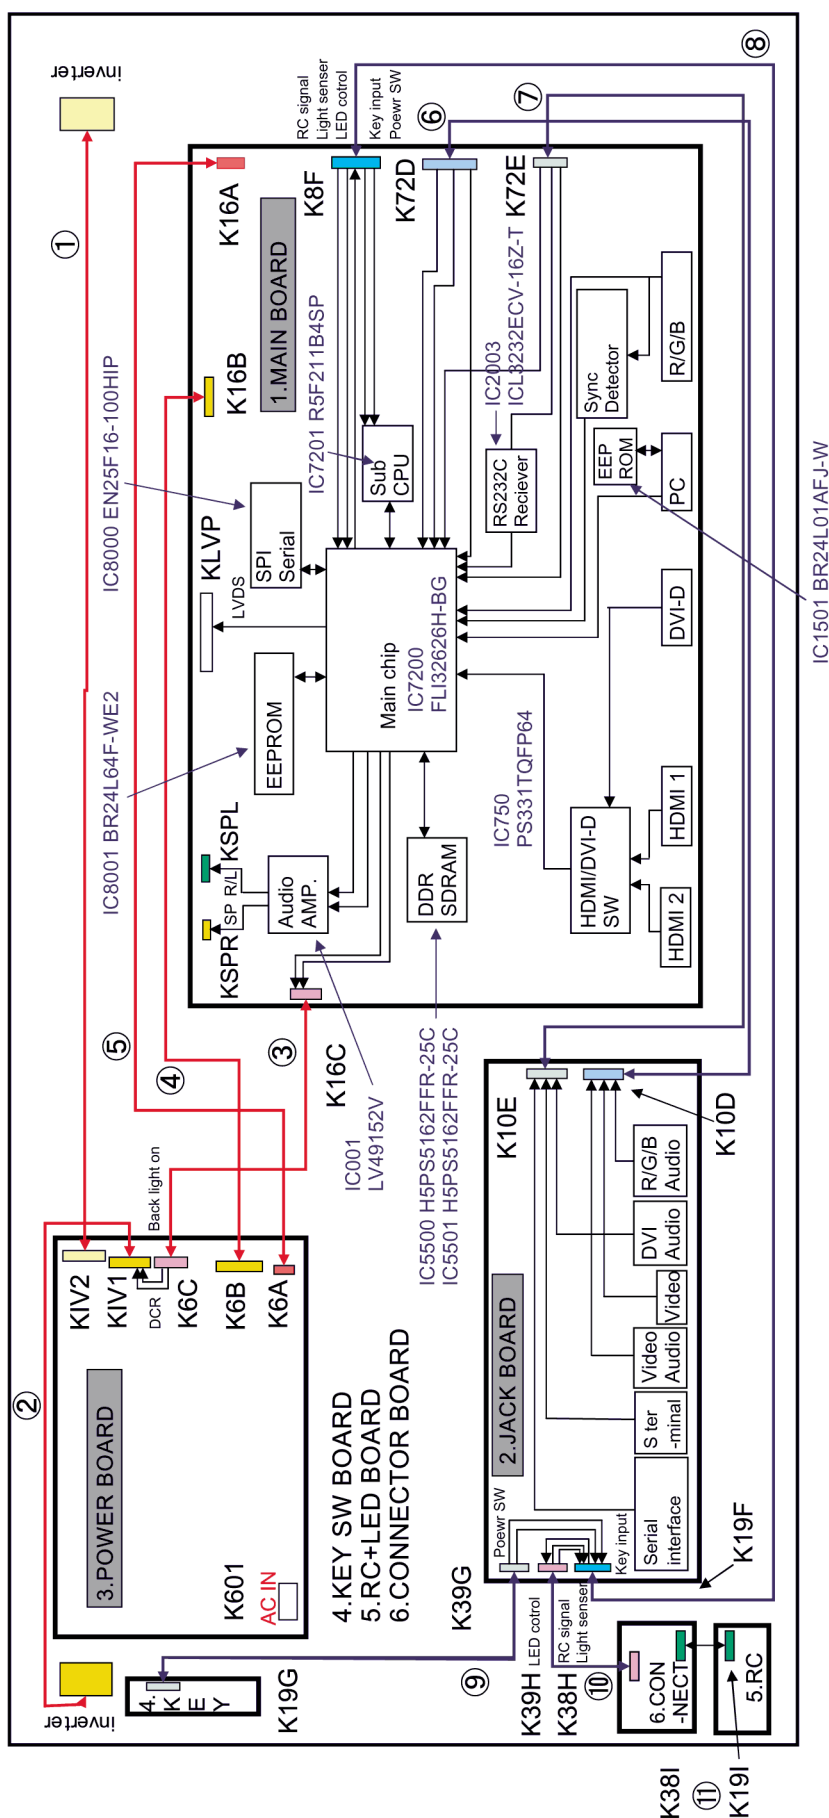 inverter
①
⑧
⑤
④
③
②
RC signal
Light senser
LED cotrol
Key input
Poewr SW
⑥
⑦
K16A
K8F
K72D
K72E
1.MAIN BOARD
K16B
IC8000 EN25F16-100HIP
IC7201 R5F211B4SP
IC2003
ICL3232ECV-16Z-T
KLVP
LVDS
SPI
Serial
Sub
CPU
RS232C
Reciever
Sync
Detector
R/G/B
EEP
ROM
PC
IC1501 BR24L01AFJ-W
DVI-D
EEPROM
Main chip
IC7200
FLI32626H-BG
IC8001 BR24L64F-WE2
IC750
PS331TQFP64
KSPL
KSPR
SP R/L
Audio
AMP.
DDR
SDRAM
HDMI/DVI-D
SW
HDMI 1
HDMI 2
K16C
IC001
LV49152V
IC5500 H5PS5162FFR-25C
IC5501 H5PS5162FFR-25C
Back light on
KIV2
KIV1
DCR
K6C
K6B
K6A
3.POWER BOARD
K601
AC IN
4.KEY SW BOARD
5.RC+LED BOARD
6.CONNECTOR BOARD
K10E
K10D
2.JACK BOARD
R/G/B
Audio
DVI
Audio
Video
Video
Audio
S ter
-minal
Serial
interface
Poewr SW
Key input
K39G
K19F
LED cotrol
RC signal
Light senser
K39H
K38H
⑨
⑩
inverter
4.
K
E
Y
K19G
6.CON
-NECT
5.RC
K38I
⑪
K19I